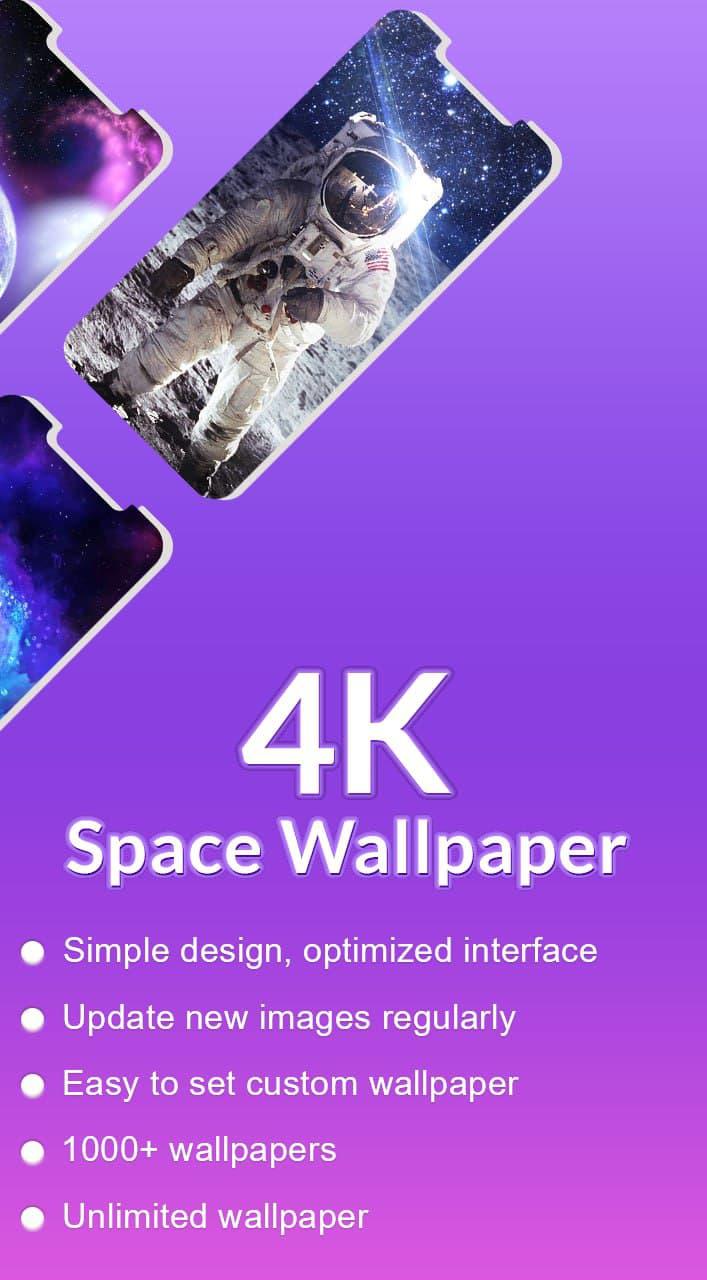 4K
Space Wallpaper
Simple design, optimized interface
Update new images regularly
Easy to set custom wallpaper
1000+ wallpapers
Unlimited wallpaper